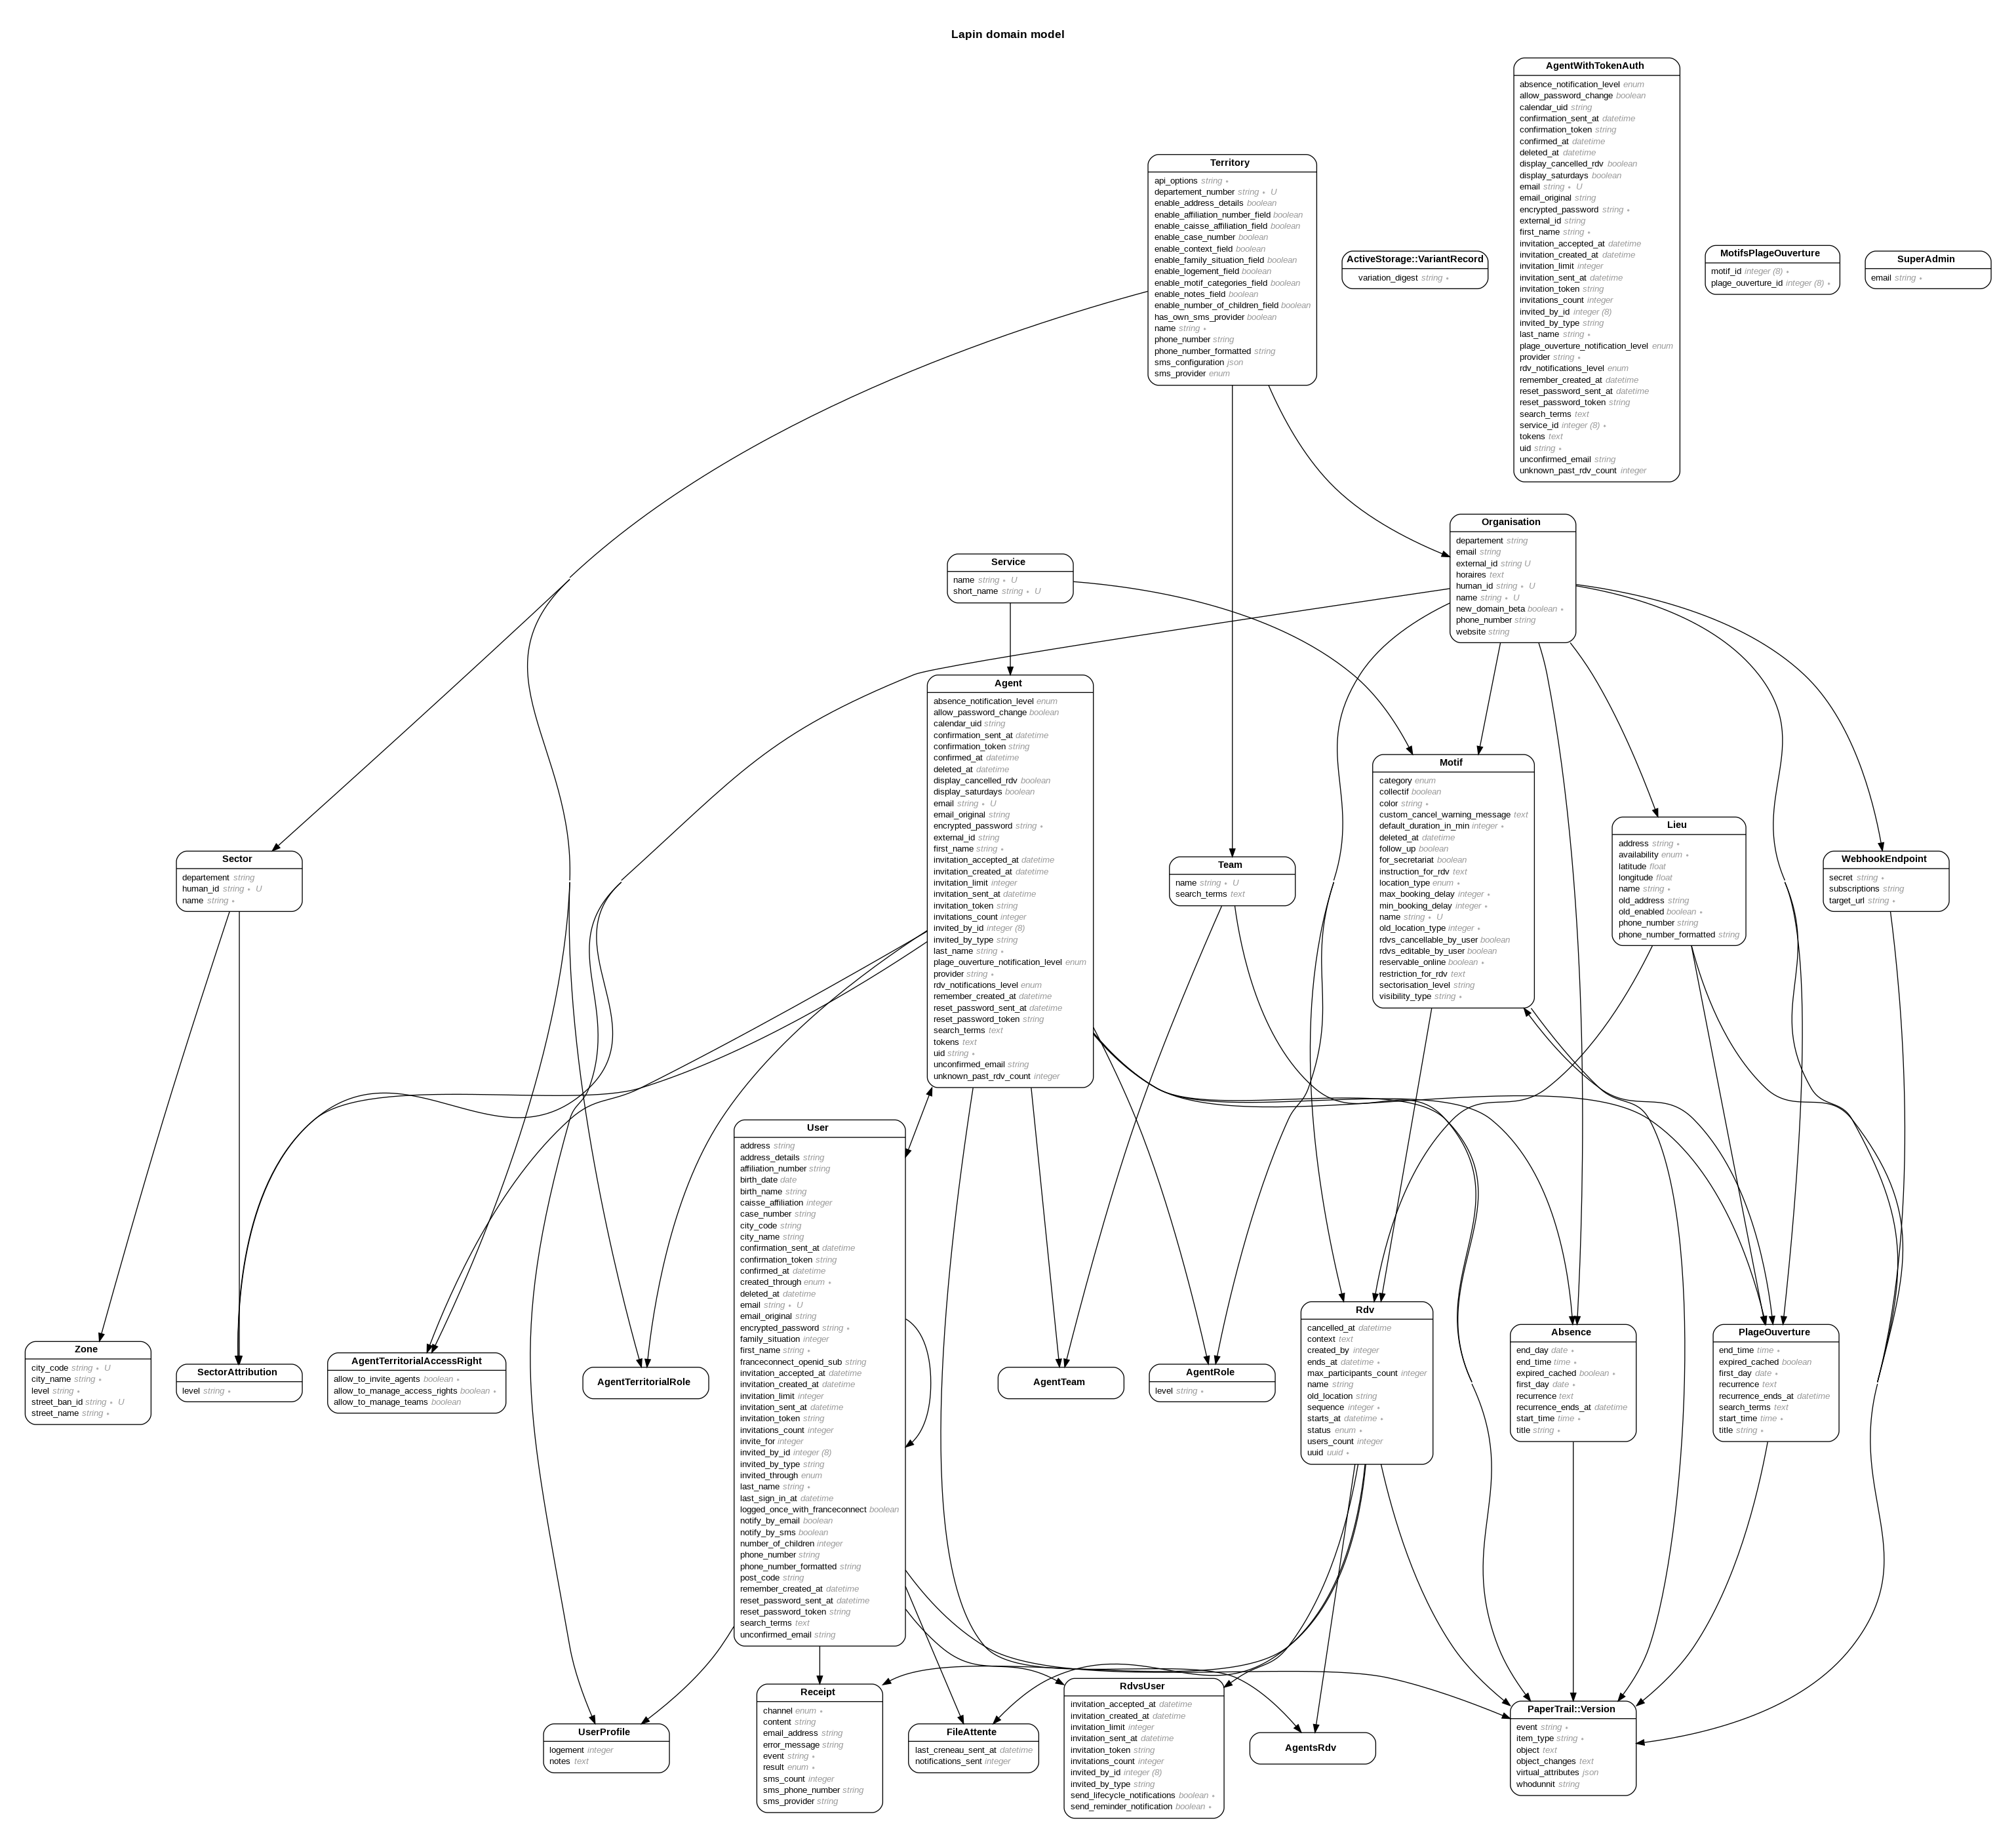 Lapin domain model
AgentWithTokenAuth
absence_notification_level enum
allow_password_change boolean
calendar_uid string
confirmation_sent_at datetime
confirmation_token string
confirmed_at datetime
deleted_at datetime
display_cancelled_rdv boolean
display_saturdays boolean
email string ∗ U
email_original string
encrypted_password string ∗
external_id string
first_name string ∗
invitation_accepted_at datetime
invitation_created_at datetime
invitation_limit integer
invitation_sent_at datetime
invitation_token string
invitations_count integer
invited_by_id integer (8)
invited_by_type string
last_name string ∗
plage_ouverture_notification_level enum
provider string ∗
rdv_notifications_level enum
remember_created_at datetime
reset_password_sent_at datetime
reset_password_token string
search_terms text
service_id integer (8) ∗
tokens text
uid string ∗
unconfirmed_email string
unknown_past_rdv_count integer
Territory
api_options string ∗
departement_number string ∗ U
enable_address_details boolean
enable_affiliation_number_field boolean
enable_caisse_affiliation_field boolean
enable_case_number boolean
enable_context_field boolean
enable_family_situation_field boolean
enable_logement_field boolean
enable_motif_categories_field boolean
enable_notes_field boolean
enable_number_of_children_field boolean
has_own_sms_provider boolean
name string ∗
phone_number string
phone_number_formatted string
sms_configuration json
sms_provider enum
ActiveStorage::VariantRecord
variation_digest string ∗
MotifsPlageOuverture
motif_id integer (8) ∗
plage_ouverture_id integer (8) ∗
SuperAdmin
email string ∗
Organisation
departement string
email string
external_id string U
horaires text
human_id string ∗ U
name string ∗ U
new_domain_beta boolean ∗
phone_number string
website string
Service
name string ∗ U
short_name string ∗ U
Agent
absence_notification_level enum
allow_password_change boolean
calendar_uid string
confirmation_sent_at datetime
confirmation_token string
confirmed_at datetime
deleted_at datetime
display_cancelled_rdv boolean
display_saturdays boolean
email string ∗ U
email_original string
encrypted_password string ∗
external_id string
first_name string ∗
invitation_accepted_at datetime
invitation_created_at datetime
invitation_limit integer
invitation_sent_at datetime
invitation_token string
invitations_count integer
invited_by_id integer (8)
invited_by_type string
last_name string ∗
plage_ouverture_notification_level enum
provider string ∗
rdv_notifications_level enum
remember_created_at datetime
reset_password_sent_at datetime
reset_password_token string
search_terms text
tokens text
uid string ∗
unconfirmed_email string
unknown_past_rdv_count integer
Motif
category enum
collectif boolean
color string ∗
custom_cancel_warning_message text
default_duration_in_min integer ∗
deleted_at datetime
follow_up boolean
for_secretariat boolean
instruction_for_rdv text
location_type enum ∗
max_booking_delay integer ∗
min_booking_delay integer ∗
name string ∗ U
old_location_type integer ∗
rdvs_cancellable_by_user boolean
rdvs_editable_by_user boolean
reservable_online boolean ∗
restriction_for_rdv text
sectorisation_level string
visibility_type string ∗
Lieu
address string ∗
availability enum ∗
latitude float
longitude float
name string ∗
old_address string
old_enabled boolean ∗
phone_number string
phone_number_formatted string
Sector
departement string
human_id string ∗ U
name string ∗
Team
name string ∗ U
search_terms text
WebhookEndpoint
secret string ∗
subscriptions string
target_url string ∗
User
address string
address_details string
affiliation_number string
birth_date date
birth_name string
caisse_affiliation integer
case_number string
city_code string
city_name string
confirmation_sent_at datetime
confirmation_token string
confirmed_at datetime
created_through enum ∗
deleted_at datetime
email string ∗ U
email_original string
encrypted_password string ∗
family_situation integer
first_name string ∗
franceconnect_openid_sub string
invitation_accepted_at datetime
invitation_created_at datetime
invitation_limit integer
invitation_sent_at datetime
invitation_token string
invitations_count integer
invite_for integer
invited_by_id integer (8)
invited_by_type string
invited_through enum
last_name string ∗
last_sign_in_at datetime
logged_once_with_franceconnect boolean
notify_by_email boolean
notify_by_sms boolean
number_of_children integer
phone_number string
phone_number_formatted string
post_code string
remember_created_at datetime
reset_password_sent_at datetime
reset_password_token string
search_terms text
unconfirmed_email string
Zone
city_code string ∗ U
city_name string ∗
level string ∗
street_ban_id string ∗ U
street_name string ∗
SectorAttribution
level string ∗
AgentTerritorialAccessRight
allow_to_invite_agents boolean ∗
allow_to_manage_access_rights boolean ∗
allow_to_manage_teams boolean
AgentTerritorialRole
AgentTeam
AgentRole
level string ∗
Rdv
cancelled_at datetime
context text
created_by integer
ends_at datetime ∗
max_participants_count integer
name string
old_location string
sequence integer ∗
starts_at datetime ∗
status enum ∗
users_count integer
uuid uuid ∗
Absence
end_day date ∗
end_time time ∗
expired_cached boolean ∗
first_day date ∗
recurrence text
recurrence_ends_at datetime
start_time time ∗
title string ∗
PlageOuverture
end_time time ∗
expired_cached boolean
first_day date ∗
recurrence text
recurrence_ends_at datetime
search_terms text
start_time time ∗
title string ∗
UserProfile
logement integer
notes text
Receipt
channel enum ∗
content string
email_address string
error_message string
event string ∗
result enum ∗
sms_count integer
sms_phone_number string
sms_provider string
FileAttente
last_creneau_sent_at datetime
notifications_sent integer
RdvsUser
invitation_accepted_at datetime
invitation_created_at datetime
invitation_limit integer
invitation_sent_at datetime
invitation_token string
invitations_count integer
invited_by_id integer (8)
invited_by_type string
send_lifecycle_notifications boolean ∗
send_reminder_notification boolean ∗
AgentsRdv
PaperTrail::Version
event string ∗
item_type string ∗
object text
object_changes text
virtual_attributes json
whodunnit string